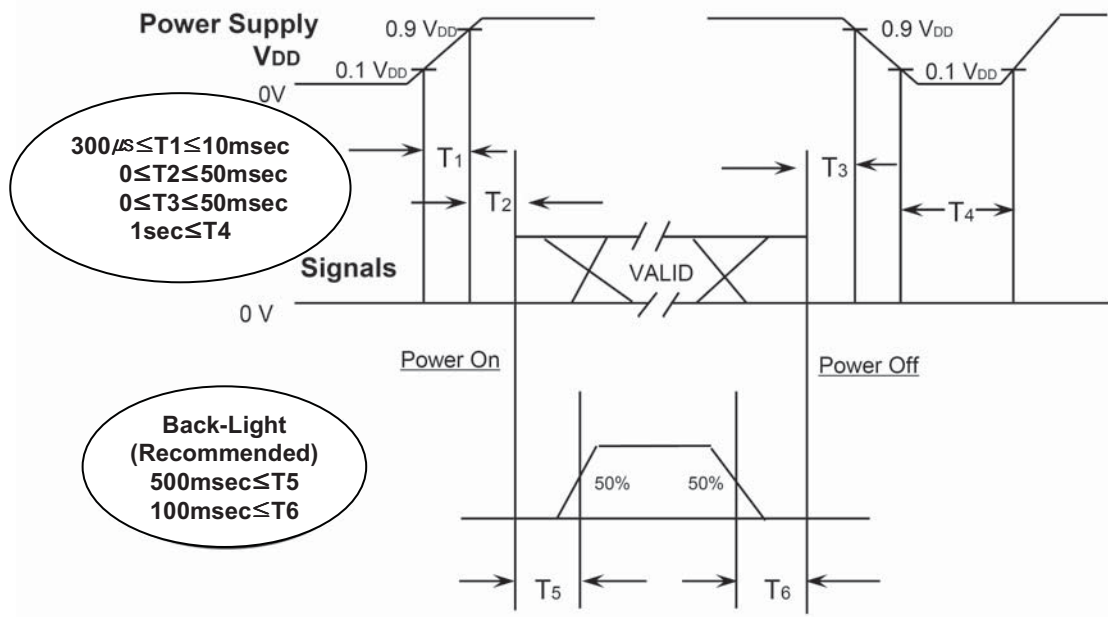 Power Supply
VDD
0.9 VDD
0.1 VDD
0V
0.9 VDD
0.1 VDD
300μs≤T1≤10msec
0≤T2≤50msec
0≤T3≤50msec
1sec≤T4
T1
T2
T3
T4
Signals
VALID
0 V
Power On
Power Off
Back-Light
(Recommended)
500msec≤T5
100msec≤T6
50%
50%
T5
T6